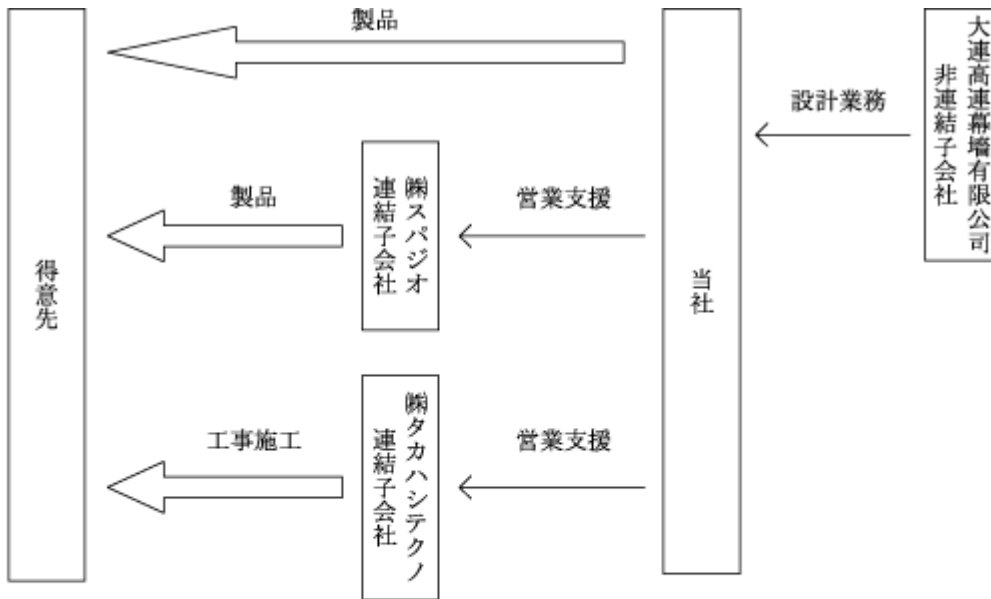 製品
大連高連幕墻有限公司
非連結子会社
設計業務
㈱スパジオ
連結子会社
製品
営業支援
得意先
当社
㈱タカハシテクノ
連結子会社
工事施工
営業支援